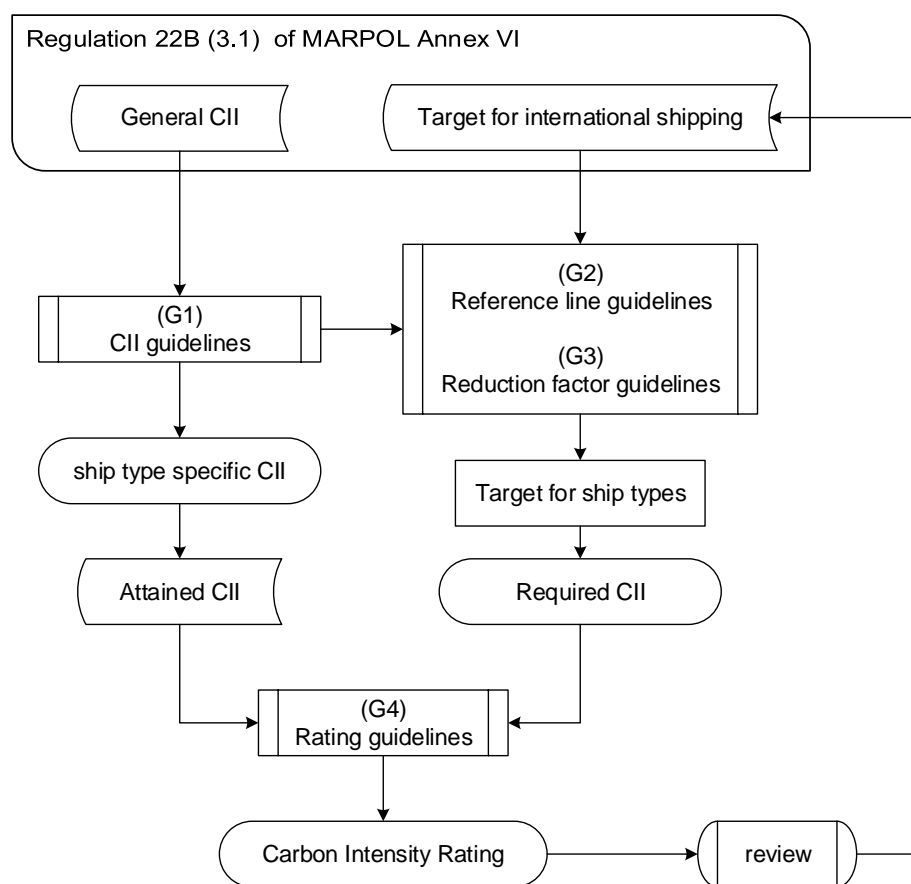 Regulation 22B (3.1) of MARPOL Annex VI
General CII
Target for international shipping
(G1)
CII guidelines
(G2)
Reference line guidelines
(G3)
Reduction factor guidelines
ship type specific CII
Target for ship types
Attained CII
Required CII
(G4)
Rating guidelines
Carbon Intensity Rating
review